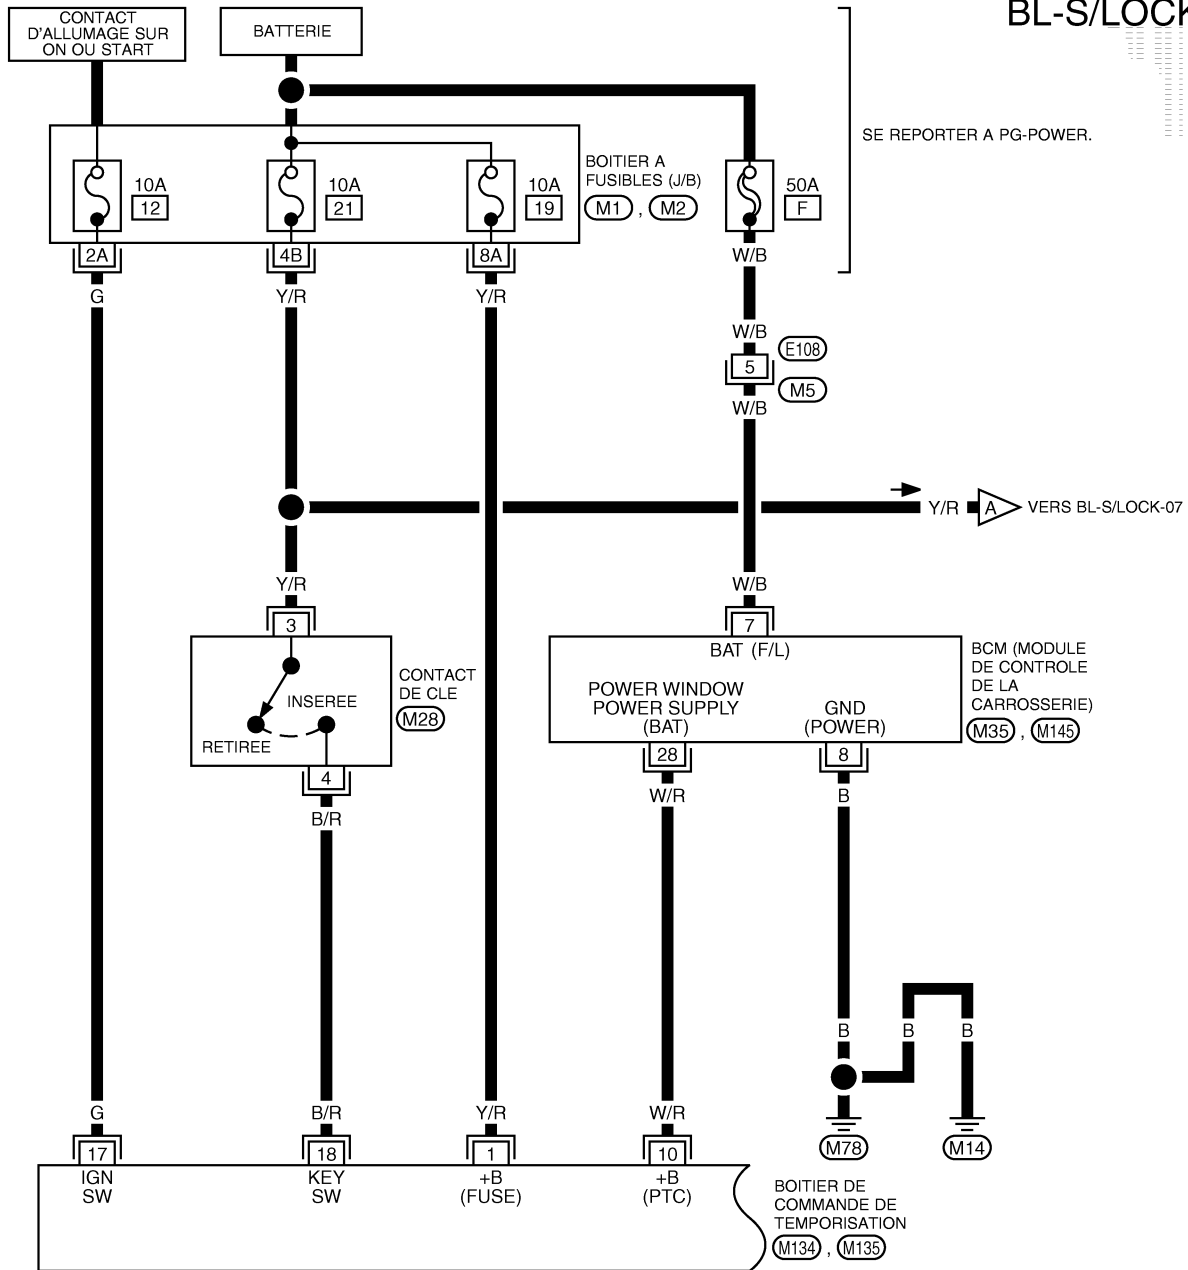 BL-S/LOCK
CONTACT
D'ALLUMAGE SUR
ON OU START
BATTERIE
SE REPORTER A PG-POWER.
BOITIER A
FUSIBLES (J/B)
M1 , M2
10A
12
10A
21
10A
19
50A
F
2A
4B
8A
W/B
G
Y/R
Y/R
W/B
E108
5
M5
W/B
Y/R
A
VERS BL-S/LOCK-07
Y/R
W/B
3
7
BAT (F/L)
BCM (MODULE
DE CONTROLE
DE LA
CARROSSERIE)
M35 , M145
CONTACT
DE CLE
M28
INSEREE
RETIREE
POWER WINDOW
POWER SUPPLY
(BAT)
GND
(POWER)
4
28
8
B/R
W/R
B
B
B
B
G
B/R
Y/R
W/R
17
18
1
10
M78
M14
IGN
SW
KEY
SW
+B
(FUSE)
+B
(PTC)
BOITIER DE
COMMANDE DE
TEMPORISATION
M134 , M135